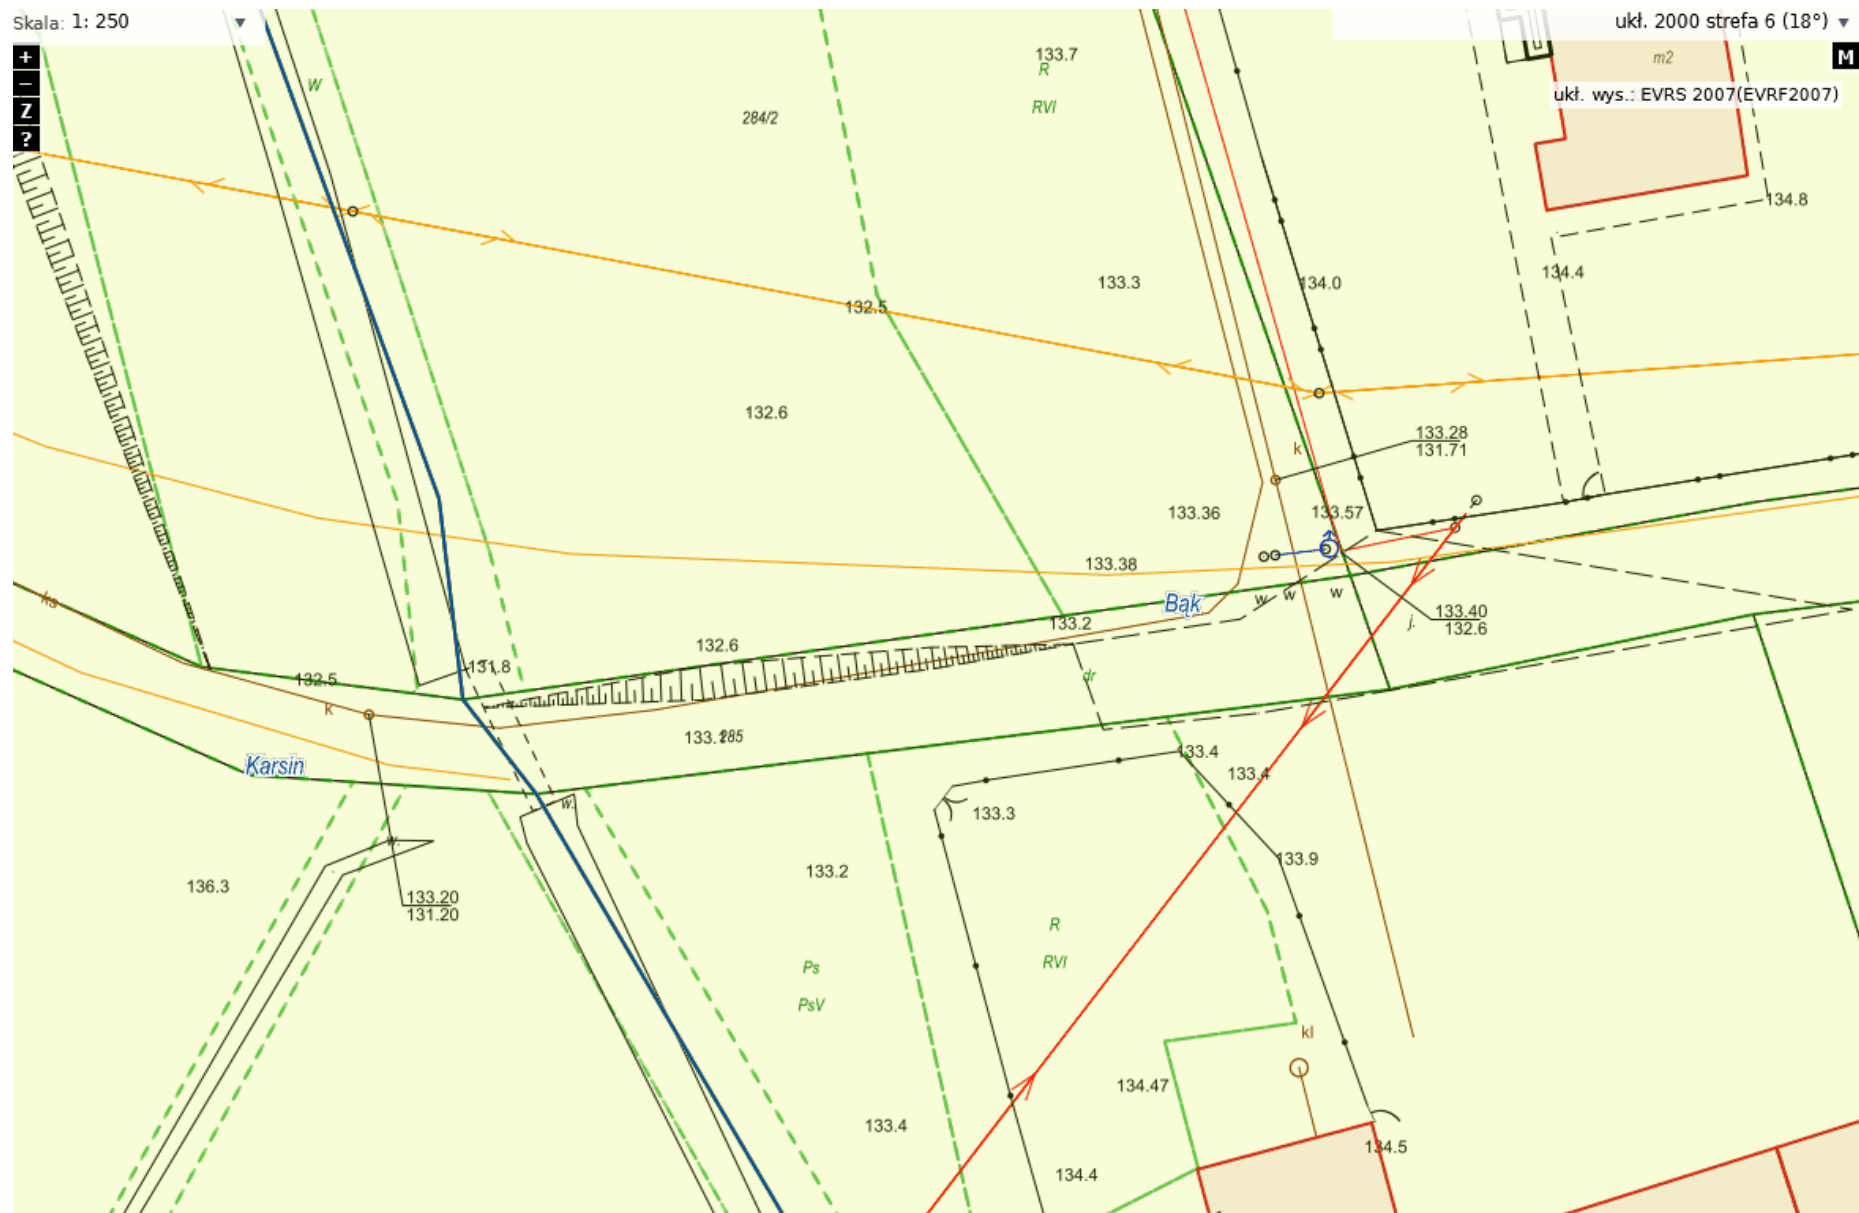 Skala: 1: 250
ukł. 2000 strefa 6 (18°)
+
−
Z
?
M
m2
ukł. wys.: EVRS 2007(EVRF2007)
133.7
R
RVI
W
284/2
134.8
134.4
133.3
134.0
132.5
132.6
133.28
131.71
k
133.36
133.57
133.38
ks
Bąk
w
w
w
133.40
132.6
j.
133.2
132.6
131.8
132.5
dr
k
133.1
285
Karsin
133.4
133.4
w.
133.3
w.
133.9
133.2
136.3
133.20
131.20
R
RVI
Ps
PsV
kl
134.47
133.4
134.5
134.4